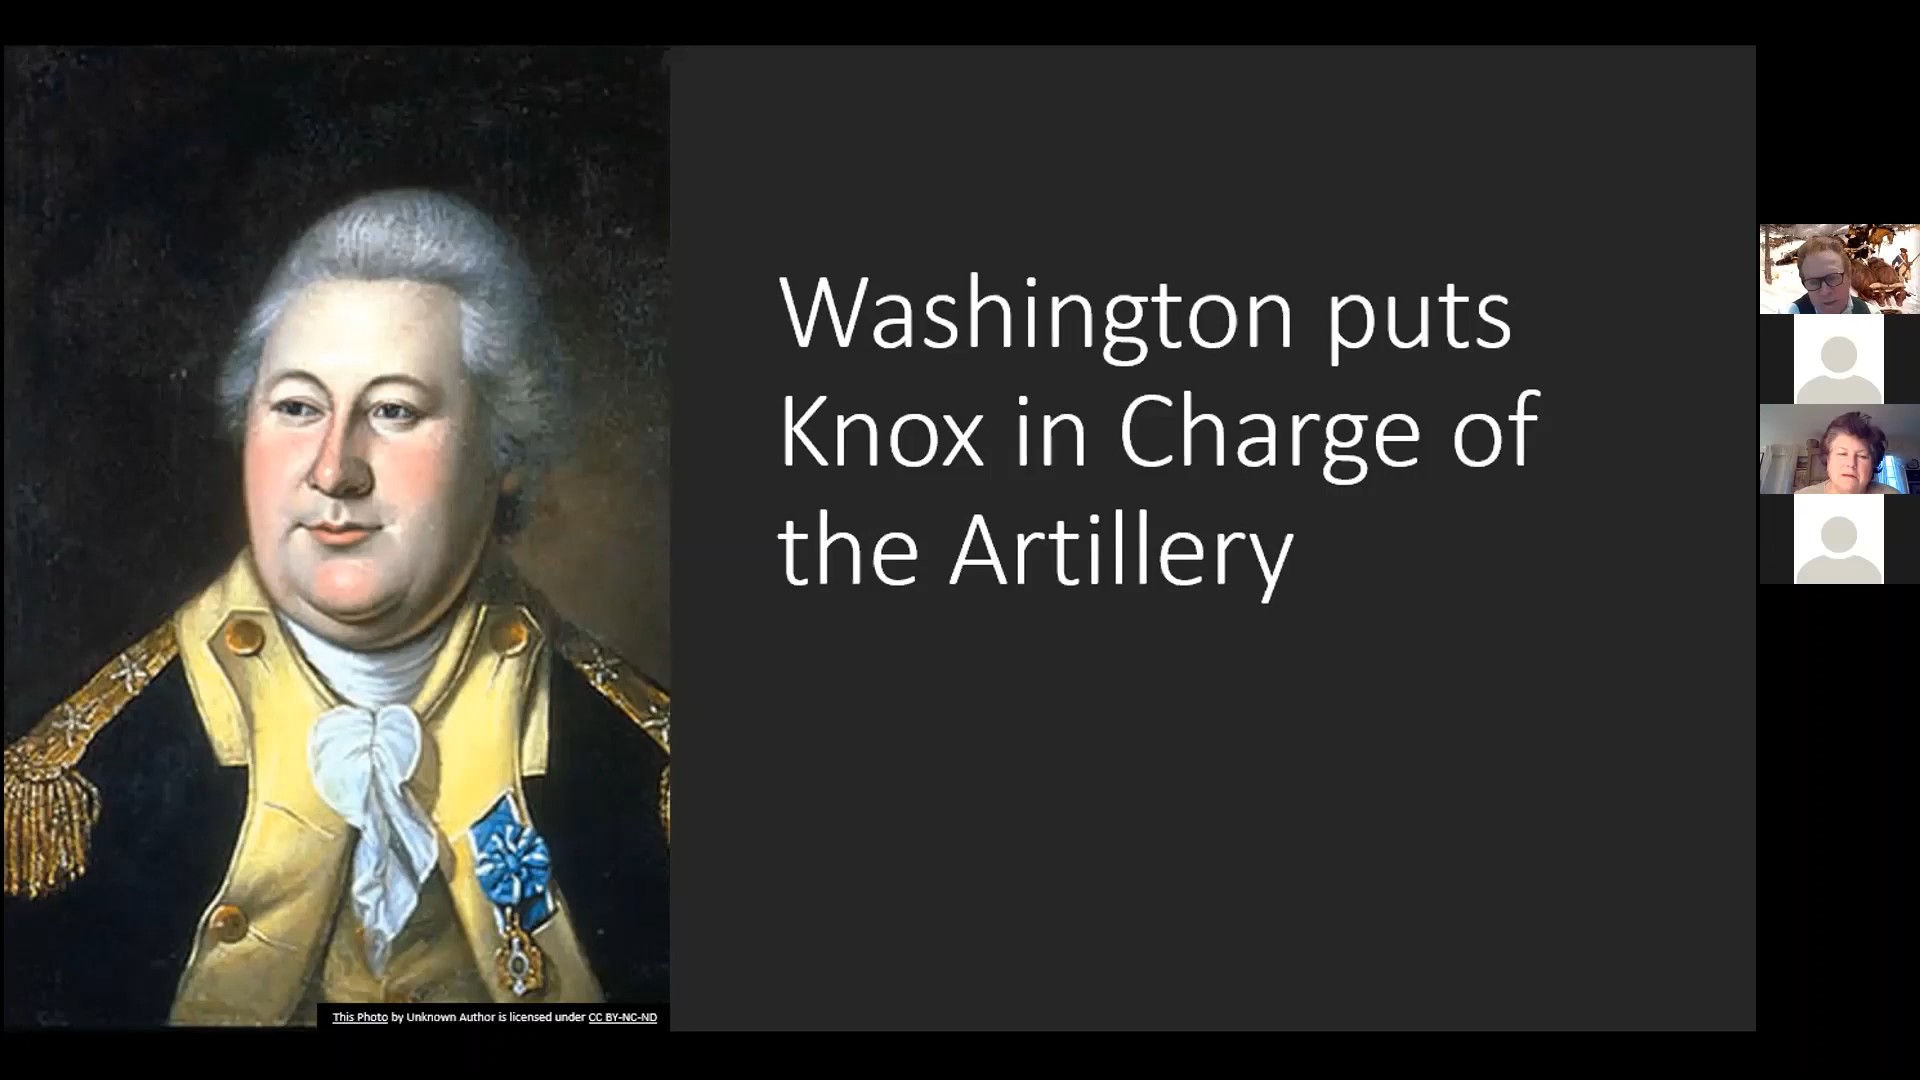 Washington puts
Knox in Charge of
the Artillery
This Photo by Unknown Author is licensed under CC BY-NC-ND